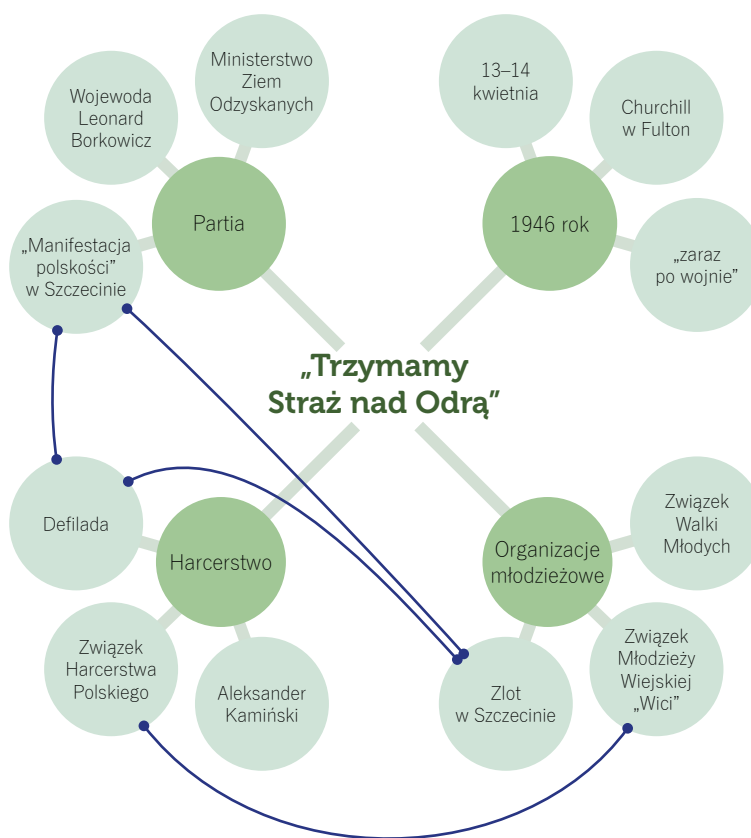 Ministerstwo
Ziem
Odzyskanych
Wojewoda
Leonard
Borkowicz
Partia
„Manifestacja
polskości”
w Szczecinie
13–14
kwietnia
Churchill
w Fulton
1946 rok
„zaraz
po wojnie”
„Trzymamy
Straż nad Odrą”
Defilada
Harcerstwo
Związek
Harcerstwa
Polskiego
Aleksander
Kamiński
Związek
Walki
Młodych
Organizacje
młodzieżowe
Związek
Młodzieży
Wiejskiej
„Wici”
Zlot
w Szczecinie